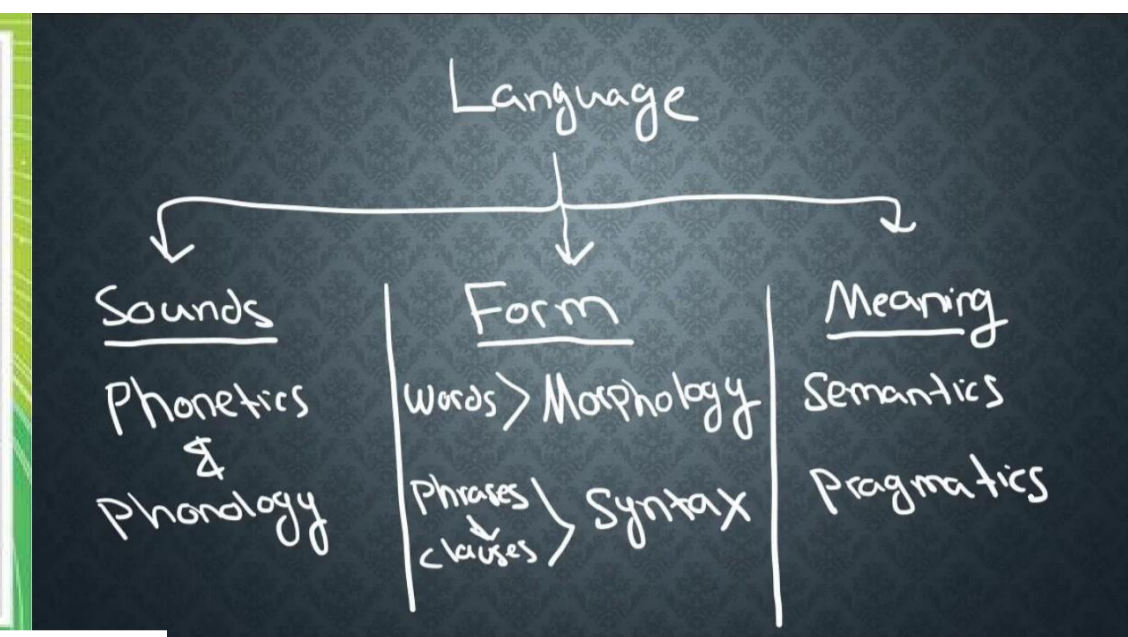 Language
Sounds
Phonetics
&
Phonology
Form
Words > Morphology
Phrases
↓
clauses > Syntax
Meaning
Semantics
Pragmatics